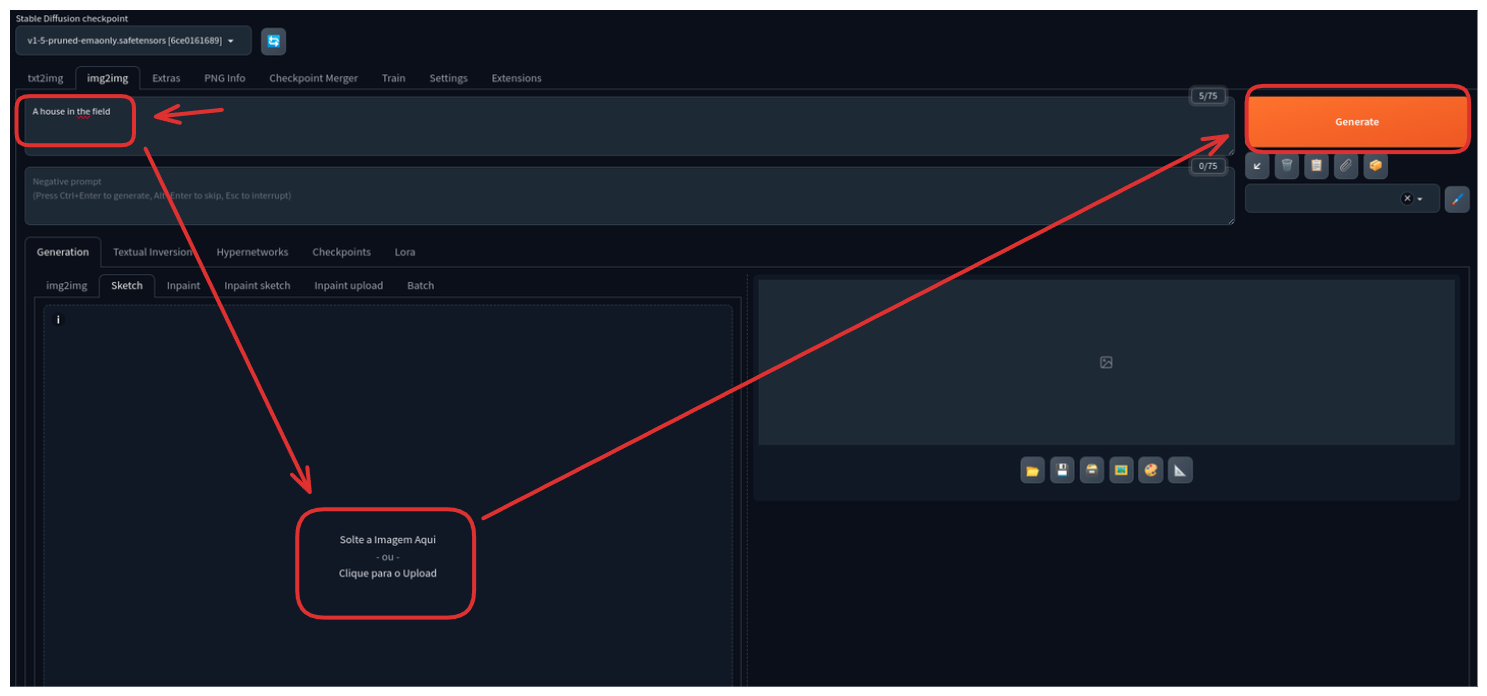 Stable Diffusion checkpoint
v1-5-pruned-emaonly.safetensors [6ce0161689]
txt2img img2img Extras PNG Info Checkpoint Merger Train Settings Extensions
A house in the field
5/75
Generate
Negative prompt
(Press Ctrl+Enter to generate, Alt+Enter to skip, Esc to interrupt)
0/75
Generation Textual Inversion Hypernetworks Checkpoints Lora
img2img Sketch Inpaint Inpaint sketch Inpaint upload Batch
i
Solte a Imagem Aqui
- ou -
Clique para o Upload